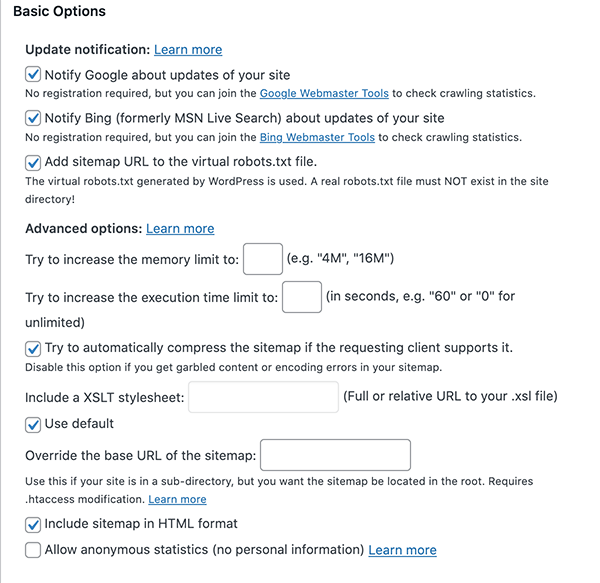 Basic Options
Update notification: Learn more
Notify Google about updates of your site
No registration required, but you can join the Google Webmaster Tools to check crawling statistics.
Notify Bing (formerly MSN Live Search) about updates of your site
No registration required, but you can join the Bing Webmaster Tools to check crawling statistics.
Add sitemap URL to the virtual robots.txt file.
The virtual robots.txt generated by WordPress is used. A real robots.txt file must NOT exist in the site
directory!
Advanced options: Learn more
Try to increase the memory limit to: (e.g. "4M", "16M")
Try to increase the execution time limit to: (in seconds, e.g. "60" or "0" for
unlimited)
Try to automatically compress the sitemap if the requesting client supports it.
Disable this option if you get garbled content or encoding errors in your sitemap.
Include a XSLT stylesheet: (Full or relative URL to your .xsl file)
Use default
Override the base URL of the sitemap:
Use this if your site is in a sub-directory, but you want the sitemap be located in the root. Requires
.htaccess modification. Learn more
Include sitemap in HTML format
Allow anonymous statistics (no personal information) Learn more